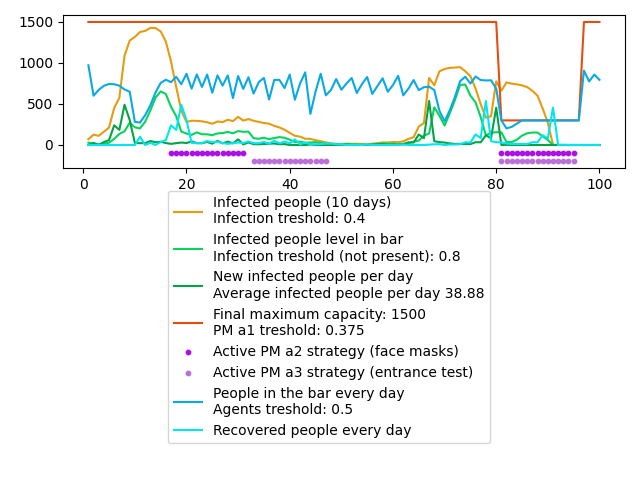 1500
1000
500
0
0 20 40 60 80 100
Infected people (10 days)
Infection treshold: 0.4
Infected people level in bar
Infection treshold (not present): 0.8
New infected people per day
Average infected people per day 38.88
Final maximum capacity: 1500
PM a1 treshold: 0.375
Active PM a2 strategy (face masks)
Active PM a3 strategy (entrance test)
People in the bar every day
Agents treshold: 0.5
Recovered people every day